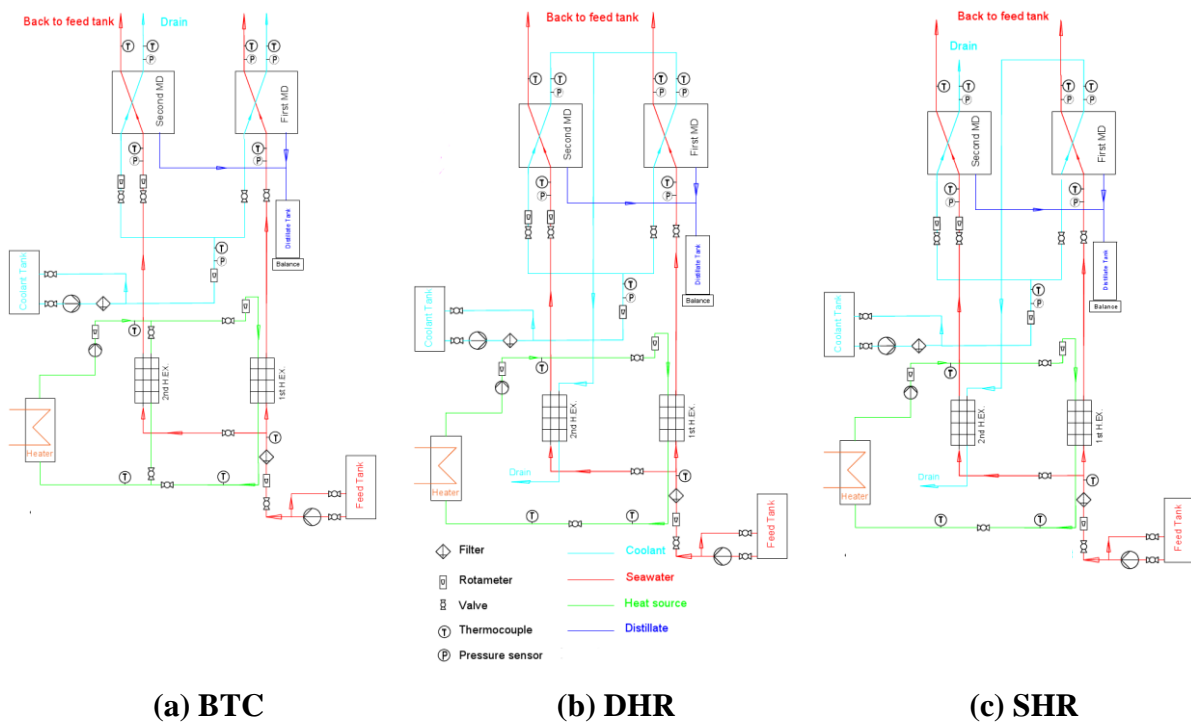 Back to feed tank
Drain
T
T
P
T
T
P
Second MD
First MD
T
P
T
P
Distillate Tank
Balance
Coolant Tank
T
P
T
2nd H.EX.
1st H.EX.
T
Heater
T
T
Feed Tank
(a) BTC
Back to feed tank
T
T
P
T
T
P
Second MD
First MD
T
P
T
P
Distillate Tank
Balance
Coolant Tank
T
P
T
2nd H.EX.
1st H.EX.
T
Drain
Heater
T
T
Feed Tank
Filter
Rotameter
Valve
T Thermocouple
P Pressure sensor
Coolant
Seawater
Heat source
Distillate
(b) DHR
Back to feed tank
Drain
T
T
P
T
T
P
Second MD
First MD
T
P
T
P
Distillate Tank
Balance
Coolant Tank
T
P
T
2nd H.EX.
1st H.EX.
T
Drain
Heater
T
T
Feed Tank
(c) SHR